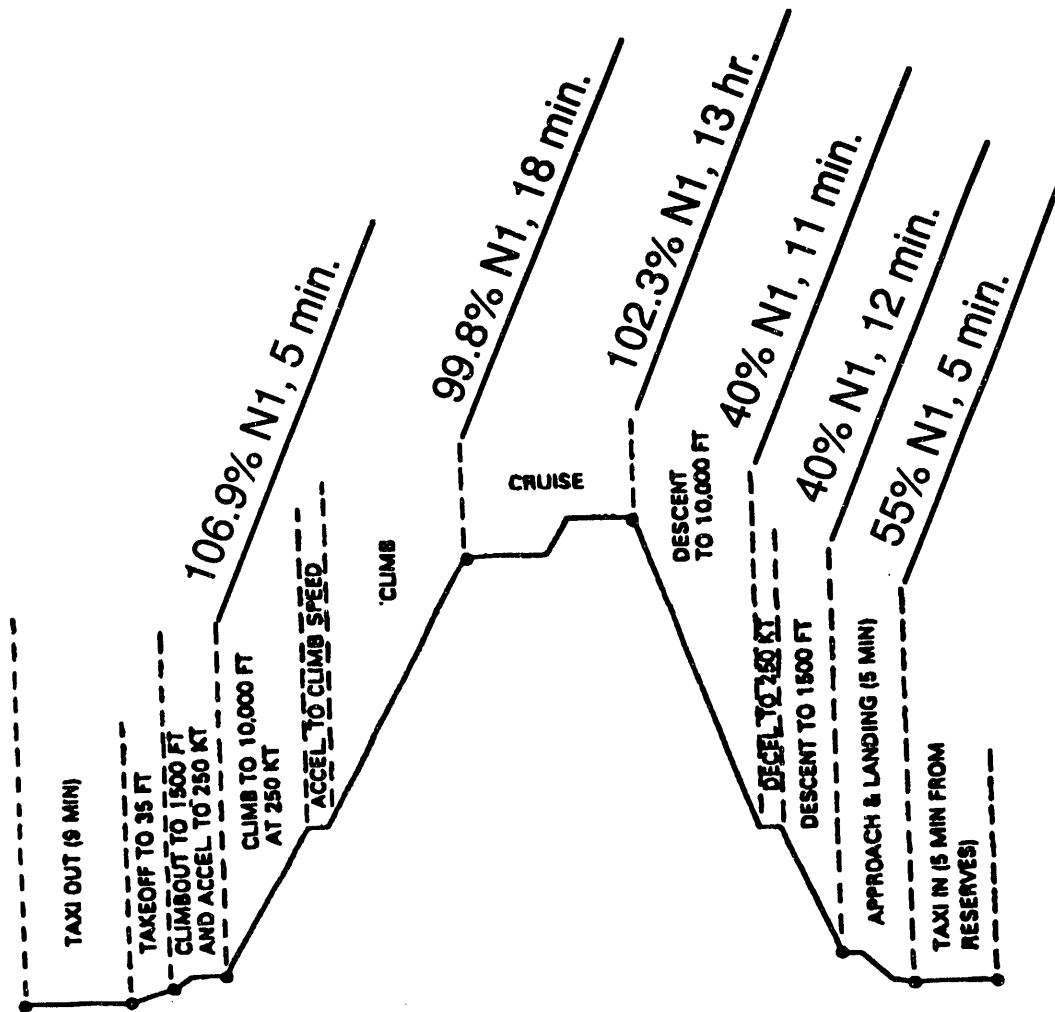 TAXI OUT (9 MIN)
TAKEOFF TO 35 FT
CLIMBOUT TO 1500 FT
AND ACCEL TO 250 KT
106.9% N1, 5 min.
CLIMB TO 10,000 FT
AT 250 KT
ACCEL TO CLIMB SPEED
CLIMB
99.8% N1, 18 min.
CRUISE
102.3% N1, 13 hr.
DESCENT
TO 10,000 FT
40% N1, 11 min.
DECEL TO 250 KT
DESCENT TO 1500 FT
40% N1, 12 min.
APPROACH & LANDING (5 MIN)
55% N1, 5 min.
TAXI IN (5 MIN FROM
RESERVES)